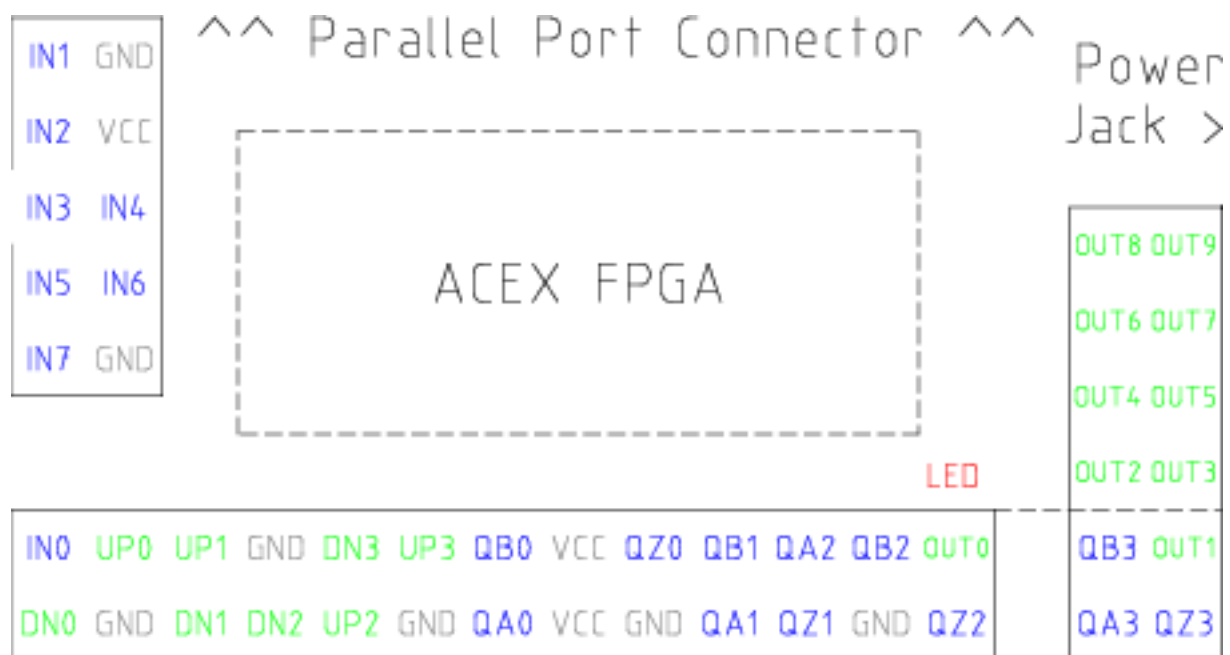 ^^ Parallel Port Connector ^^
Power
Jack >
IN1 GND
IN2 VCC
IN3 IN4
IN5 IN6
IN7 GND
ACEX FPGA
OUT8 OUT9
OUT6 OUT7
OUT4 OUT5
OUT2 OUT3
LED
IN0 UP0 UP1 GND DN3 UP3 QB0 VCC QZ0 QB1 QA2 QB2 OUT0
DN0 GND DN1 DN2 UP2 GND QA0 VCC GND QA1 QZ1 GND QZ2
QB3 OUT1
QA3 QZ3